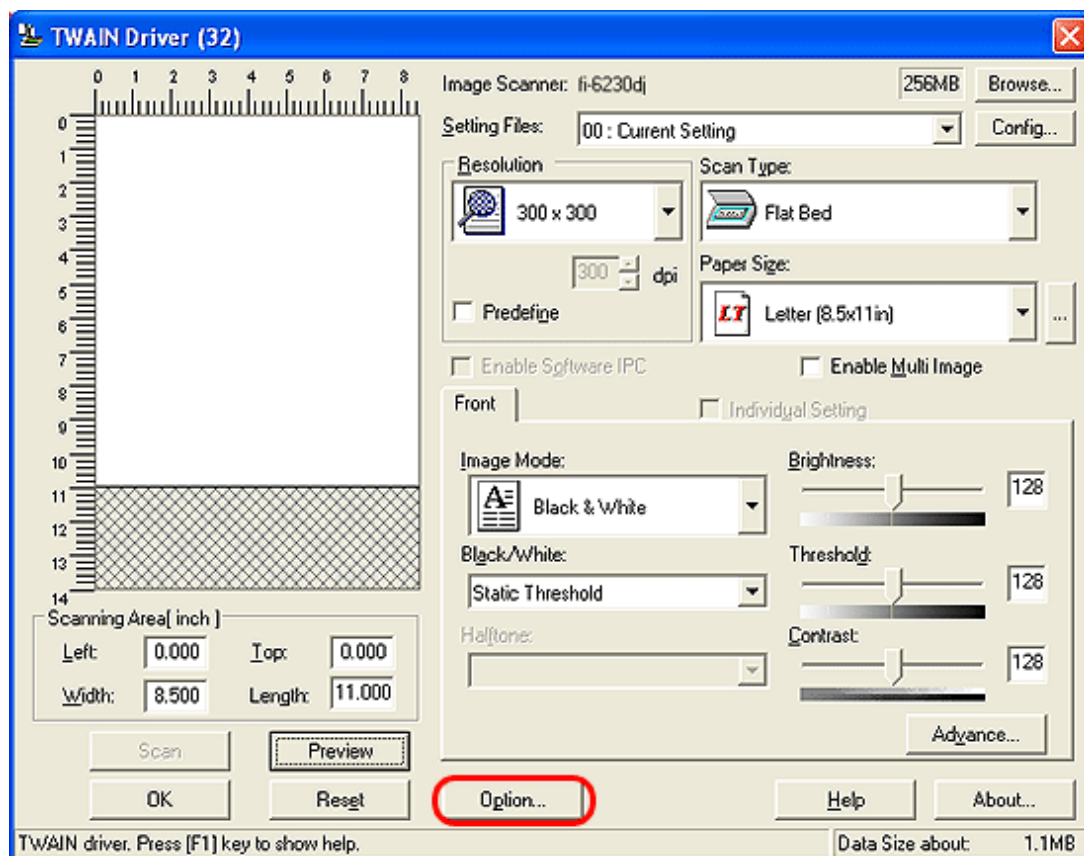 TWAIN Driver (32)
0 1 2 3 4 5 6 7 8
0
1
2
3
4
5
6
7
8
9
10
11
12
13
14
Scanning Area[ inch ]
Left: 0.000 Top: 0.000
Width: 8.500 Length: 11.000
Scan Preview
OK Reset
Image Scanner: fi-6230dj 256MB Browse...
Setting Files: 00 : Current Setting Config...
Resolution
300 x 300
300 dpi
Predefine
Scan Type:
Flat Bed
Paper Size:
LT Letter (8.5x11in) ...
Enable Software IPC Enable Multi Image
Front Individual Setting
Image Mode:
A Black & White
Black/White:
Static Threshold
Halftone:
Brightness:
128
Threshold:
128
Contrast:
128
Advance...
Option... Help About...
TWAIN driver. Press [F1] key to show help. Data Size about: 1.1MB